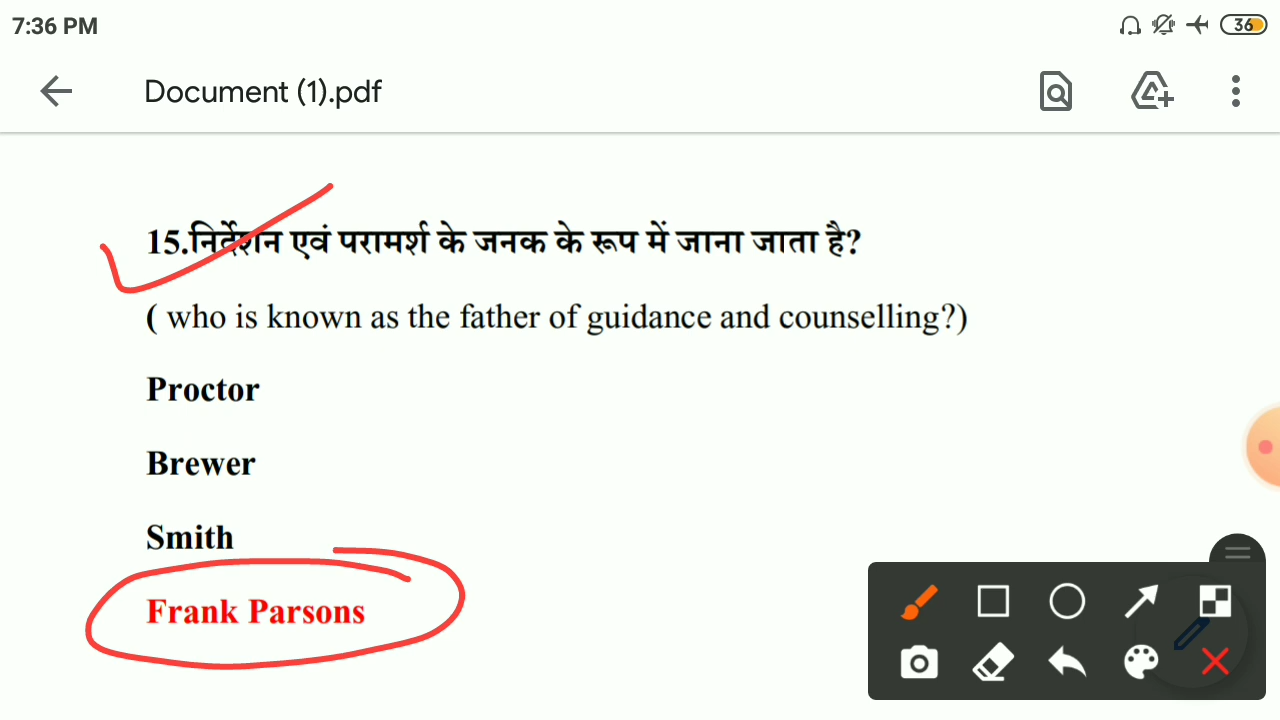 7:36 PM
36
Document (1).pdf
15.निर्देशन एवं परामर्श के जनक के रूप में जाना जाता है?
( who is known as the father of guidance and counselling?)
Proctor
Brewer
Smith
Frank Parsons